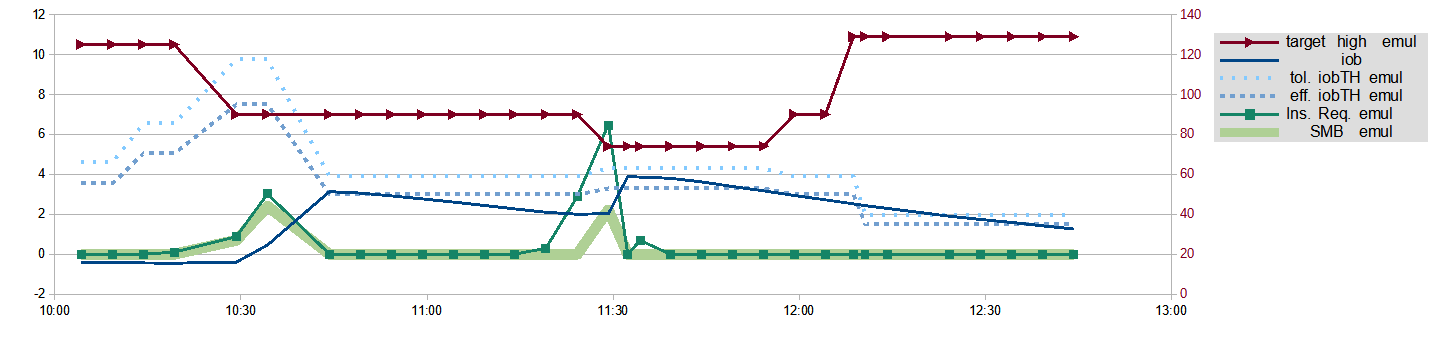 12
10
8
6
4
2
0
-2
140
120
100
80
60
40
20
0
10:00 10:30 11:00 11:30 12:00 12:30 13:00
target high emul
iob
tol. iobTH emul
eff. iobTH emul
Ins. Req. emul
SMB emul